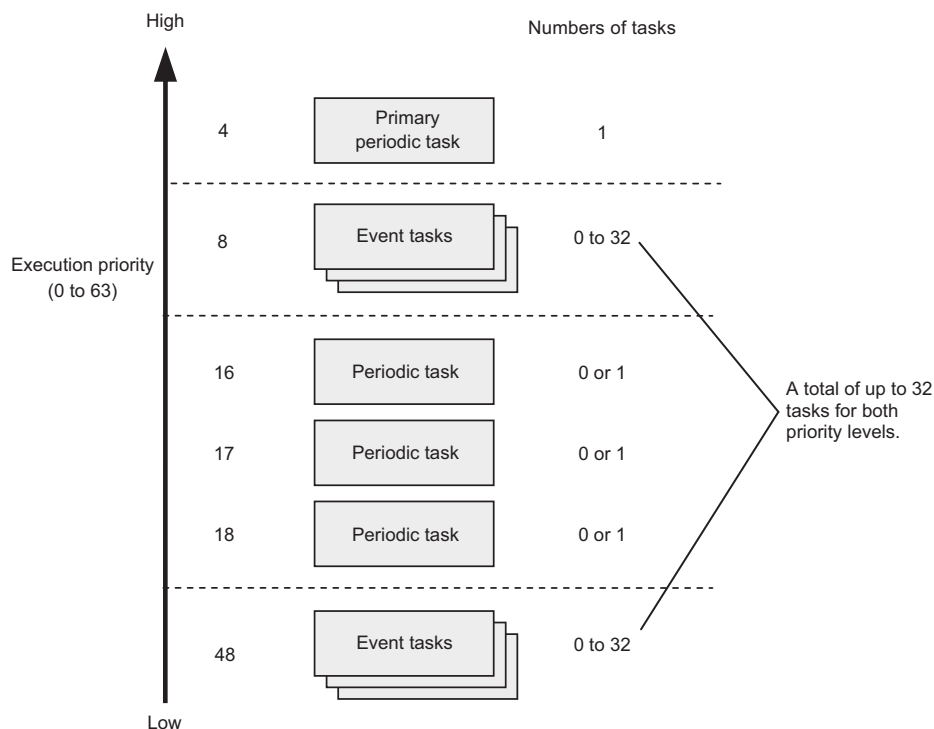 High
Numbers of tasks
4
Primary
periodic task
1
8
Event tasks
0 to 32
Execution priority
(0 to 63)
16
Periodic task
0 or 1
A total of up to 32
tasks for both
priority levels.
17
Periodic task
0 or 1
18
Periodic task
0 or 1
48
Event tasks
0 to 32
Low